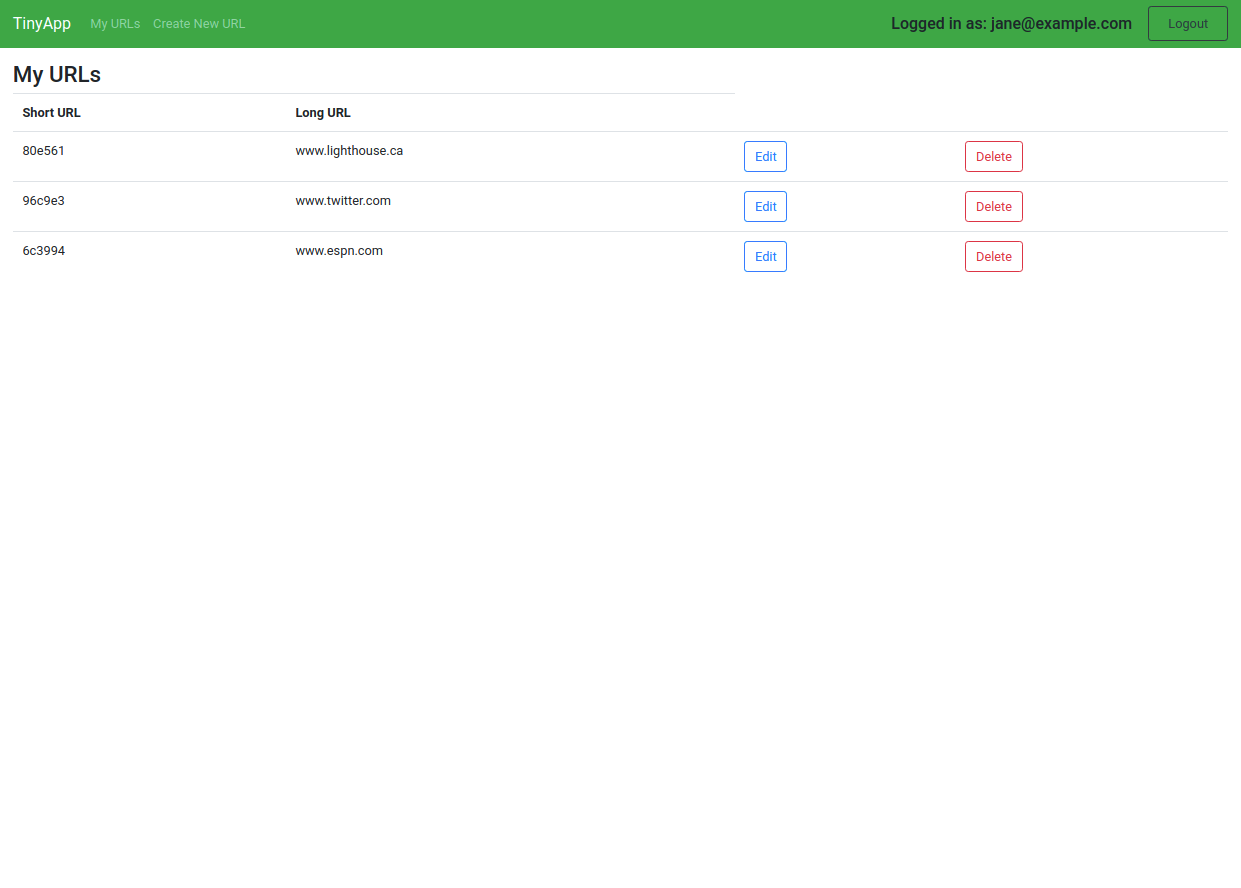 TinyApp My URLs Create New URL Logged in as: jane@example.com Logout
My URLs
Short URL Long URL
80e561 www.lighthouse.ca Edit Delete
96c9e3 www.twitter.com Edit Delete
6c3994 www.espn.com Edit Delete